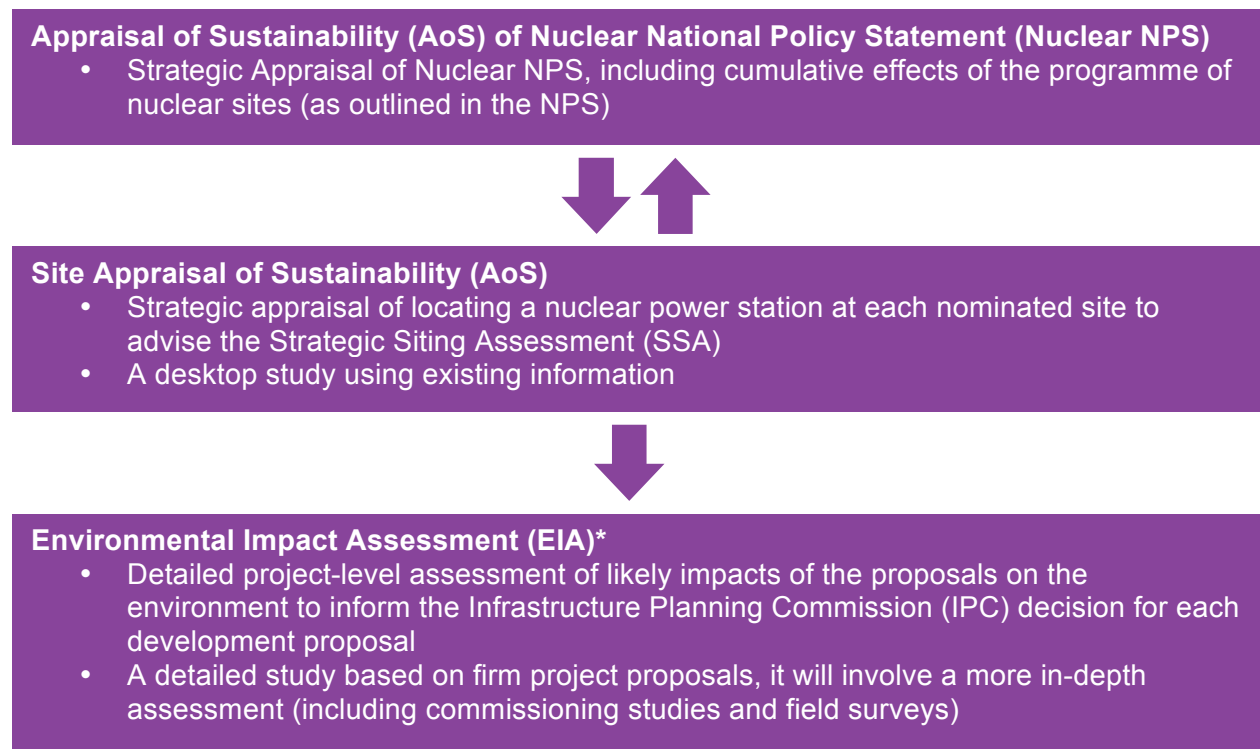 Appraisal of Sustainability (AoS) of Nuclear National Policy Statement (Nuclear NPS)
• Strategic Appraisal of Nuclear NPS, including cumulative effects of the programme of
nuclear sites (as outlined in the NPS)
Site Appraisal of Sustainability (AoS)
• Strategic appraisal of locating a nuclear power station at each nominated site to
advise the Strategic Siting Assessment (SSA)
• A desktop study using existing information
Environmental Impact Assessment (EIA)*
• Detailed project-level assessment of likely impacts of the proposals on the
environment to inform the Infrastructure Planning Commission (IPC) decision for each
development proposal
• A detailed study based on firm project proposals, it will involve a more in-depth
assessment (including commissioning studies and field surveys)